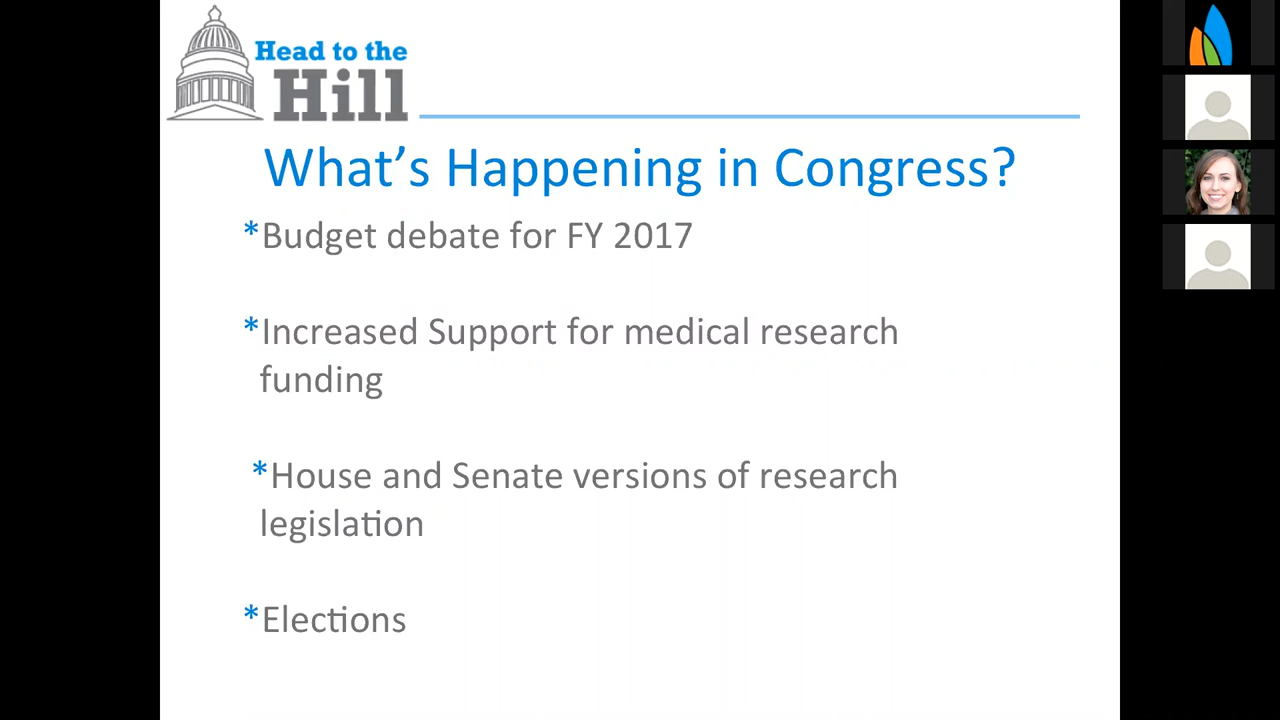 Head to the
Hill
What's Happening in Congress?
*Budget debate for FY 2017
*Increased Support for medical research
funding
*House and Senate versions of research
legislation
*Elections